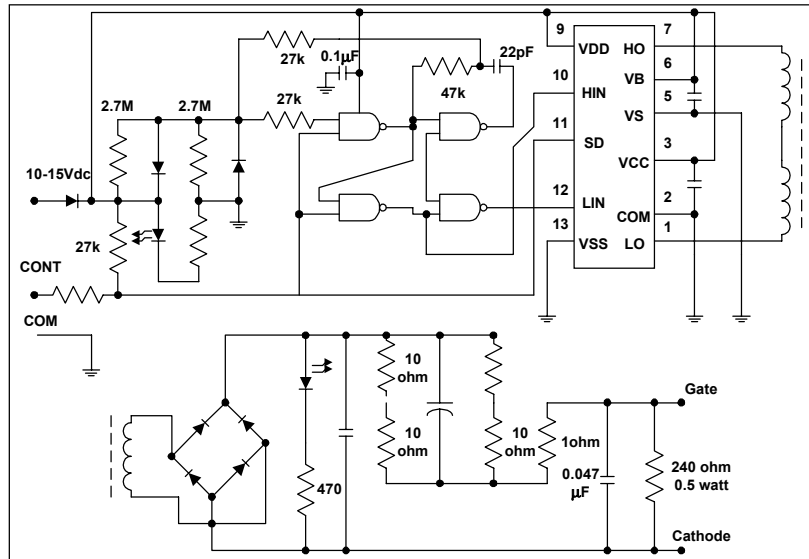 27k
0.1µF
22pF
47k
27k
2.7M
2.7M
10-15Vdc
27k
CONT
COM
9
VDD
10
HIN
11
SD
12
LIN
13
VSS
HO
7
VB
6
VS
5
VCC
3
COM
2
LO
1
10
ohm
10
ohm
470
10
ohm
1ohm
0.047
µF
240 ohm
0.5 watt
Gate
Cathode